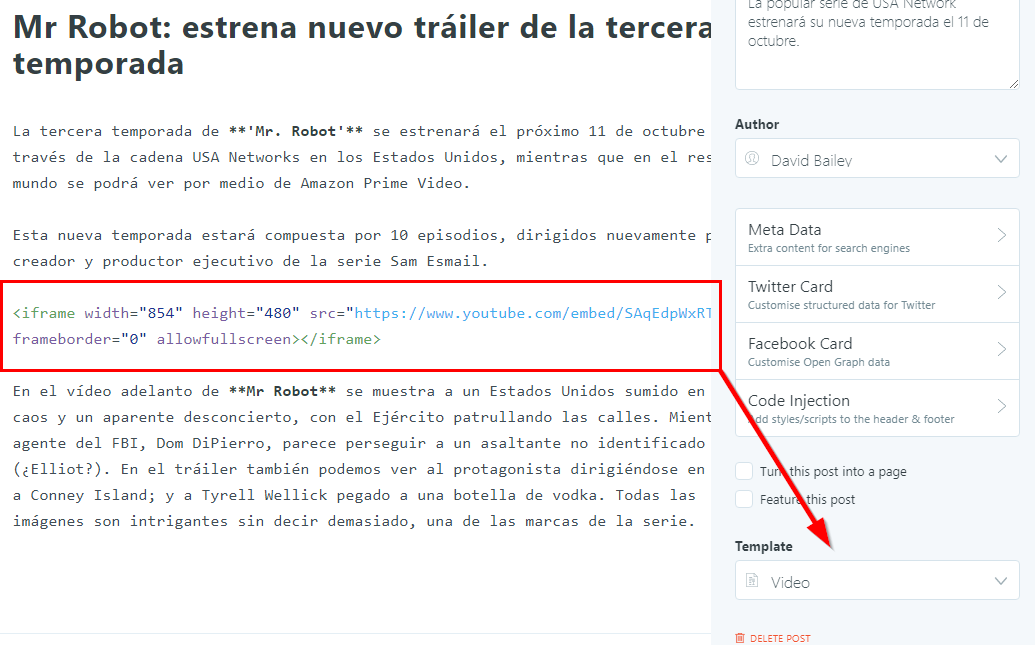 Mr Robot: estrena nuevo tráiler de la tercera
temporada
La tercera temporada de **'Mr. Robot'** se estrenará el próximo 11 de octubre
través de la cadena USA Networks en los Estados Unidos, mientras que en el res
mundo se podrá ver por medio de Amazon Prime Video.
Esta nueva temporada estará compuesta por 10 episodios, dirigidos nuevamente p
creador y productor ejecutivo de la serie Sam Esmail.
<iframe width="854" height="480" src="https://www.youtube.com/embed/SAqEdpWxRT
frameborder="0" allowfullscreen></iframe>
En el vídeo adelanto de **Mr Robot** se muestra a un Estados Unidos sumido en
caos y un aparente desconcierto, con el Ejército patrullando las calles. Mient
agente del FBI, Dom DiPierro, parece perseguir a un asaltante no identificado
(¿Elliot?). En el tráiler también podemos ver al protagonista dirigiéndose en
a Conney Island; y a Tyrell Wellick pegado a una botella de vodka. Todas las
imágenes son intrigantes sin decir demasiado, una de las marcas de la serie.
La popular serie de USA Network
estrenará su nueva temporada el 11 de
octubre.
Author
David Bailey
Meta Data
Extra content for search engines
Twitter Card
Customise structured data for Twitter
Facebook Card
Customise Open Graph data
Code Injection
Add styles/scripts to the header & footer
Turn this post into a page
Feature this post
Template
Video
DELETE POST